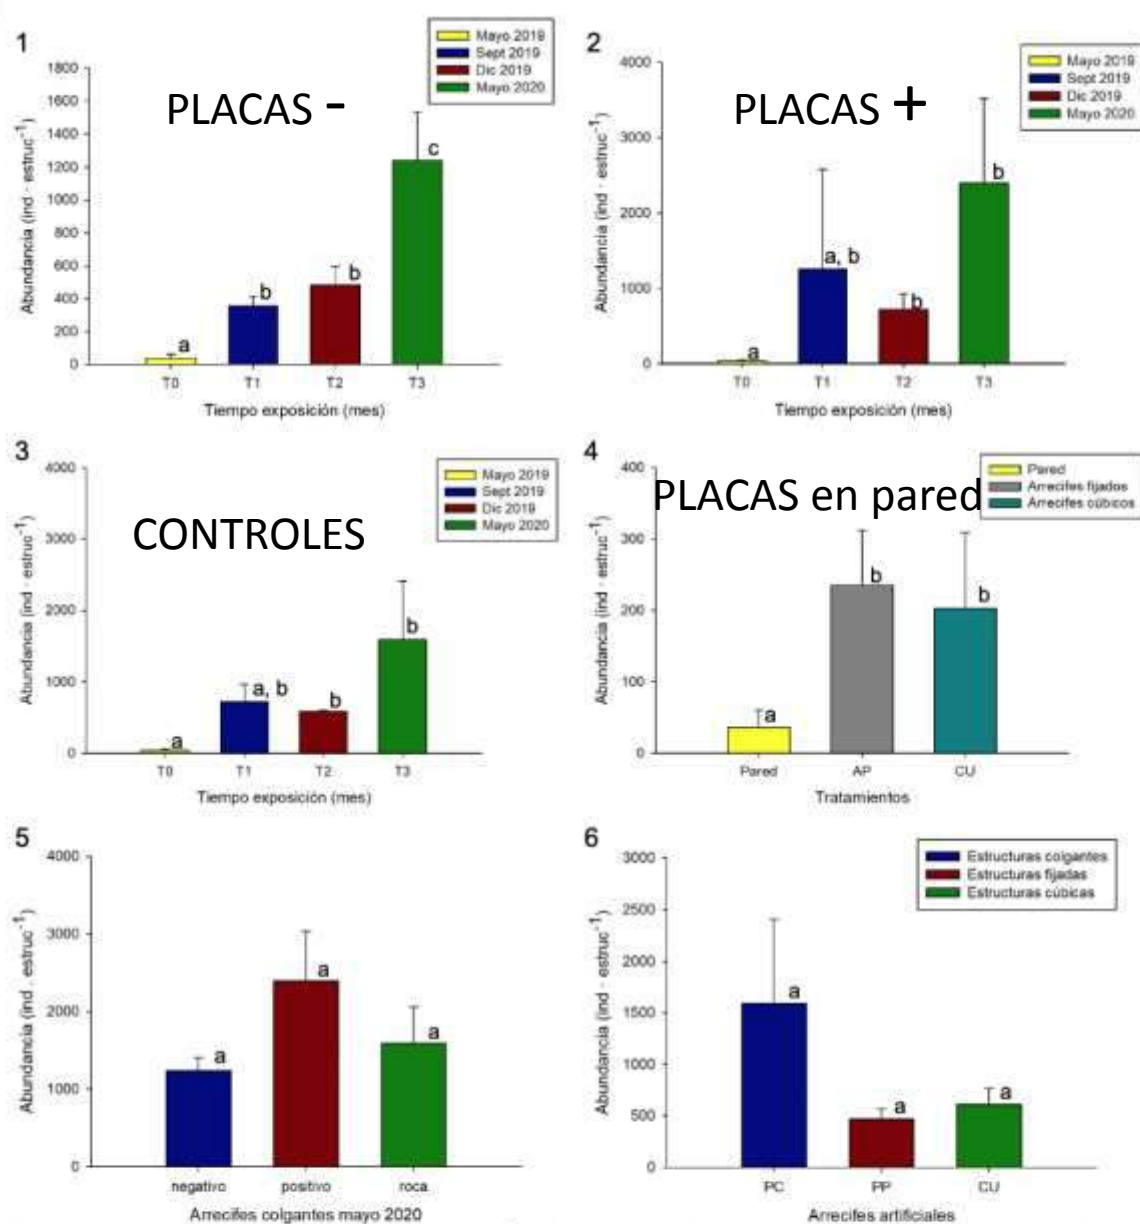 1
Mayo 2019
Sept 2019
Dic 2019
Mayo 2020
PLACAS -
1800
1600
1400
1200
1000
800
600
400
200
0
Abundancia (ind · estruc⁻¹)
a
b
b
c
T0 T1 T2 T3
Tiempo exposición (mes)
2
Mayo 2019
Sept 2019
Dic 2019
Mayo 2020
PLACAS +
4000
3000
2000
1000
0
Abundancia (ind · estruc⁻¹)
a
a, b
b
b
T0 T1 T2 T3
Tiempo exposición (mes)
3
Mayo 2019
Sept 2019
Dic 2019
Mayo 2020
CONTROLES
4000
3000
2000
1000
0
Abundancia (ind · estruc⁻¹)
a
a, b
b
b
T0 T1 T2 T3
Tiempo exposición (mes)
4
Pared
Arrecifes fijados
Arrecifes cúbicos
PLACAS en pared
400
300
200
100
0
Abundancia (ind · estruc⁻¹)
a
b
b
Pared AP CU
Tratamientos
5
4000
3000
2000
1000
0
Abundancia (ind . estruc⁻¹)
a
a
a
negativo positivo roca
Arrecifes colgantes mayo 2020
6
Estructuras colgantes
Estructuras fijadas
Estructuras cúbicas
3000
2500
2000
1500
1000
500
0
Abundancia (ind · estruc⁻¹)
a
a
a
PC PP CU
Arrecifes artificiales